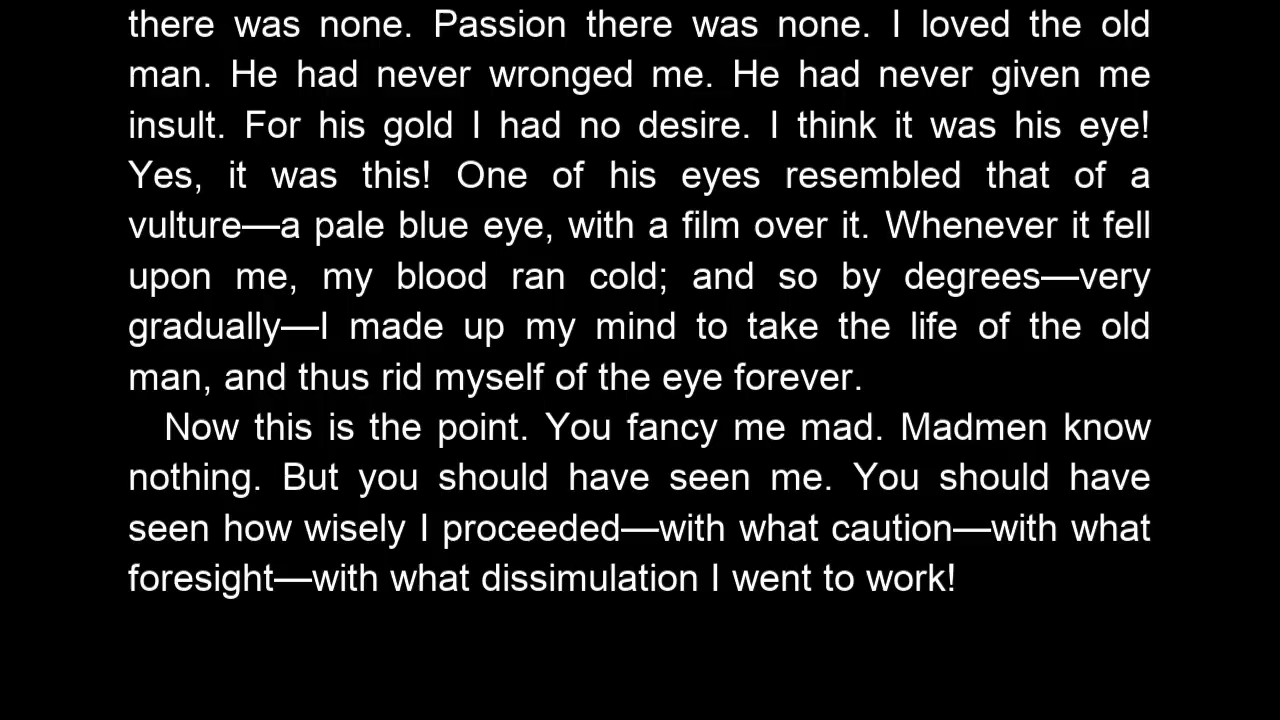 there was none. Passion there was none. I loved the old
man. He had never wronged me. He had never given me
insult. For his gold I had no desire. I think it was his eye!
Yes, it was this! One of his eyes resembled that of a
vulture—a pale blue eye, with a film over it. Whenever it fell
upon me, my blood ran cold; and so by degrees—very
gradually—I made up my mind to take the life of the old
man, and thus rid myself of the eye forever.
Now this is the point. You fancy me mad. Madmen know
nothing. But you should have seen me. You should have
seen how wisely I proceeded—with what caution—with what
foresight—with what dissimulation I went to work!